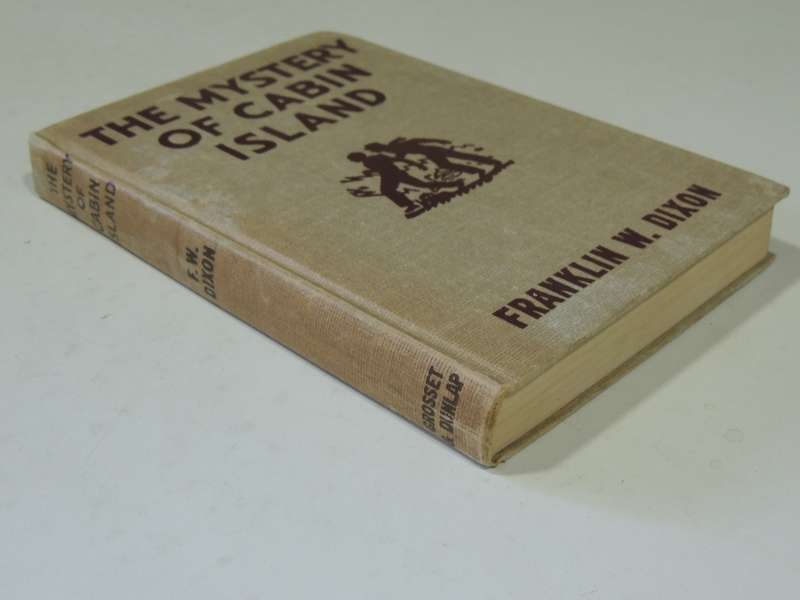 THE MYSTERY
OF CABIN
ISLAND
FRANKLIN W. DIXON
THE
MYSTERY
OF
CABIN
ISLAND
F. W.
DIXON
GROSSET
& DUNLAP